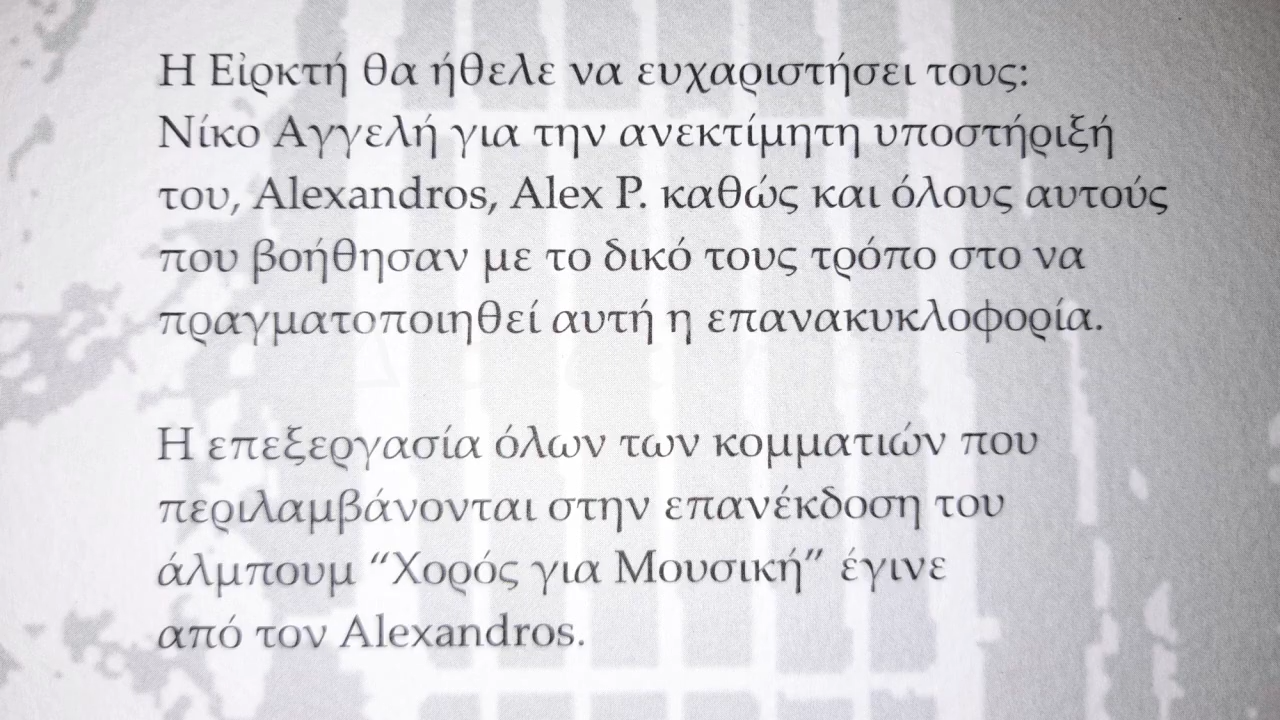 Η Εἰρκτή θα ήθελε να ευχαριστήσει τους:
Νίκο Αγγελή για την ανεκτίμητη υποστήριξή
του, Alexandros, Alex P. καθώς και όλους αυτούς
που βοήθησαν με το δικό τους τρόπο στο να
πραγματοποιηθεί αυτή η επανακυκλοφορία.
Η επεξεργασία όλων των κομματιών που
περιλαμβάνονται στην επανέκδοση του
άλμπουμ “Χορός για Μουσική” έγινε
από τον Alexandros.